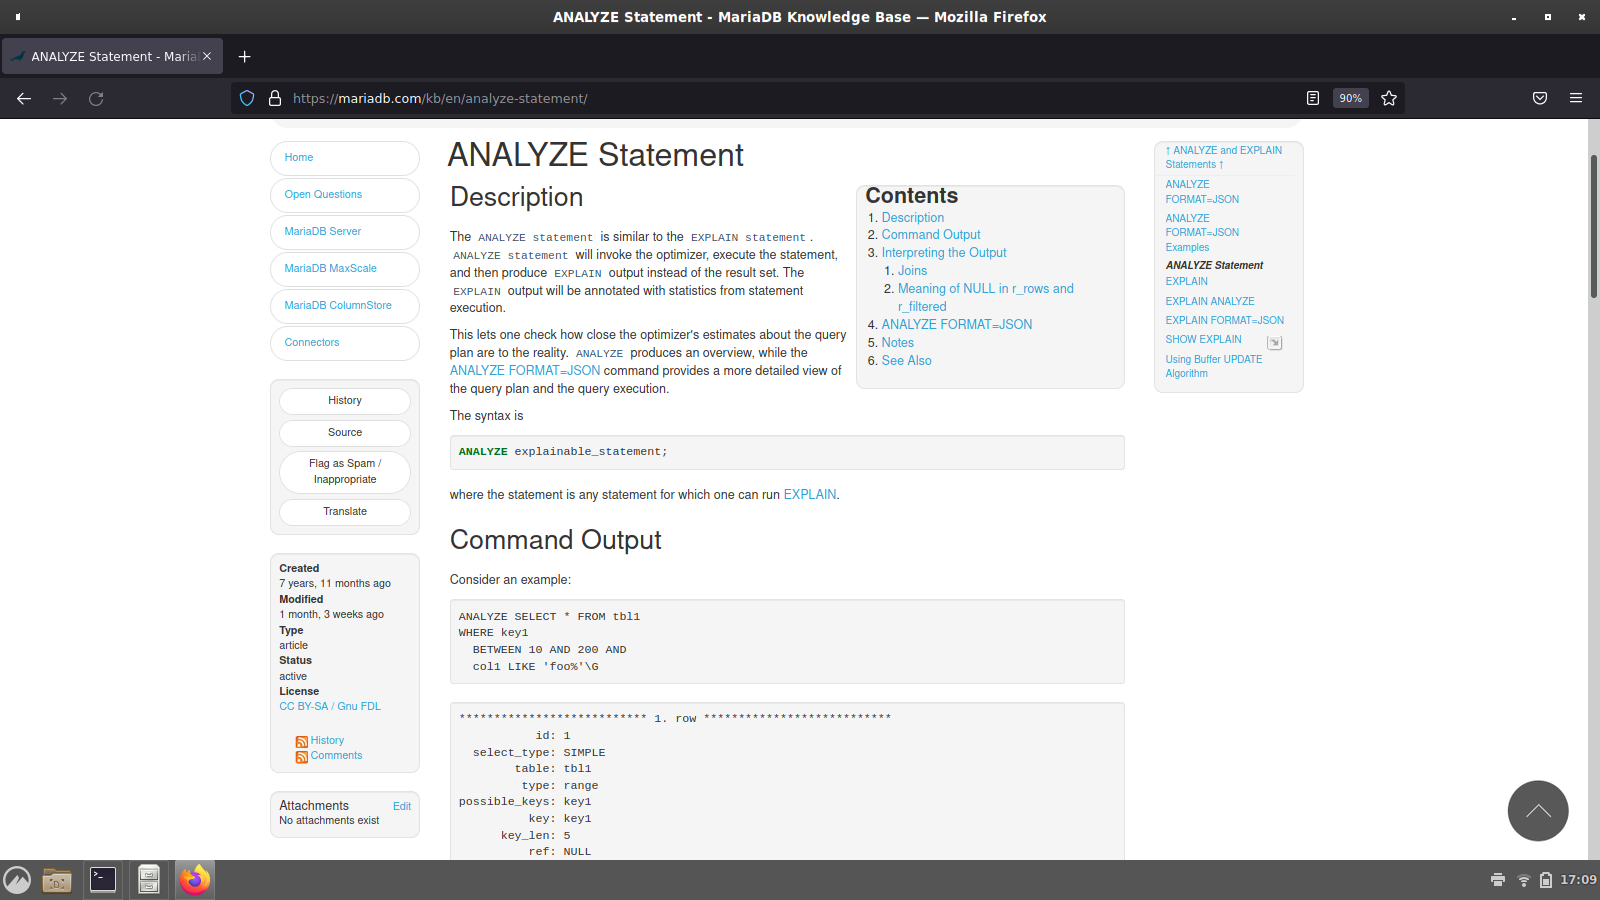 ANALYZE Statement - MariaDB Knowledge Base — Mozilla Firefox
ANALYZE Statement - Maria
https://mariadb.com/kb/en/analyze-statement/
90%
Home
Open Questions
MariaDB Server
MariaDB MaxScale
MariaDB ColumnStore
Connectors
History
Source
Flag as Spam /
Inappropriate
Translate
Created
7 years, 11 months ago
Modified
1 month, 3 weeks ago
Type
article
Status
active
License
CC BY-SA / Gnu FDL
History
Comments
Attachments Edit
No attachments exist
ANALYZE Statement
Description
The ANALYZE statement is similar to the EXPLAIN statement.
ANALYZE statement will invoke the optimizer, execute the statement,
and then produce EXPLAIN output instead of the result set. The
EXPLAIN output will be annotated with statistics from statement
execution.
This lets one check how close the optimizer's estimates about the query
plan are to the reality. ANALYZE produces an overview, while the
ANALYZE FORMAT=JSON command provides a more detailed view of
the query plan and the query execution.
The syntax is
ANALYZE explainable_statement;
where the statement is any statement for which one can run EXPLAIN.
Command Output
Consider an example:
ANALYZE SELECT * FROM tbl1
WHERE key1
  BETWEEN 10 AND 200 AND
  col1 LIKE 'foo%'\G
*************************** 1. row ***************************
           id: 1
  select_type: SIMPLE
        table: tbl1
         type: range
possible_keys: key1
          key: key1
      key_len: 5
          ref: NULL
Contents
1. Description
2. Command Output
3. Interpreting the Output
1. Joins
2. Meaning of NULL in r_rows and
r_filtered
4. ANALYZE FORMAT=JSON
5. Notes
6. See Also
↑ ANALYZE and EXPLAIN
Statements ↑
ANALYZE
FORMAT=JSON
ANALYZE
FORMAT=JSON
Examples
ANALYZE Statement
EXPLAIN
EXPLAIN ANALYZE
EXPLAIN FORMAT=JSON
SHOW EXPLAIN
Using Buffer UPDATE
Algorithm
17:09